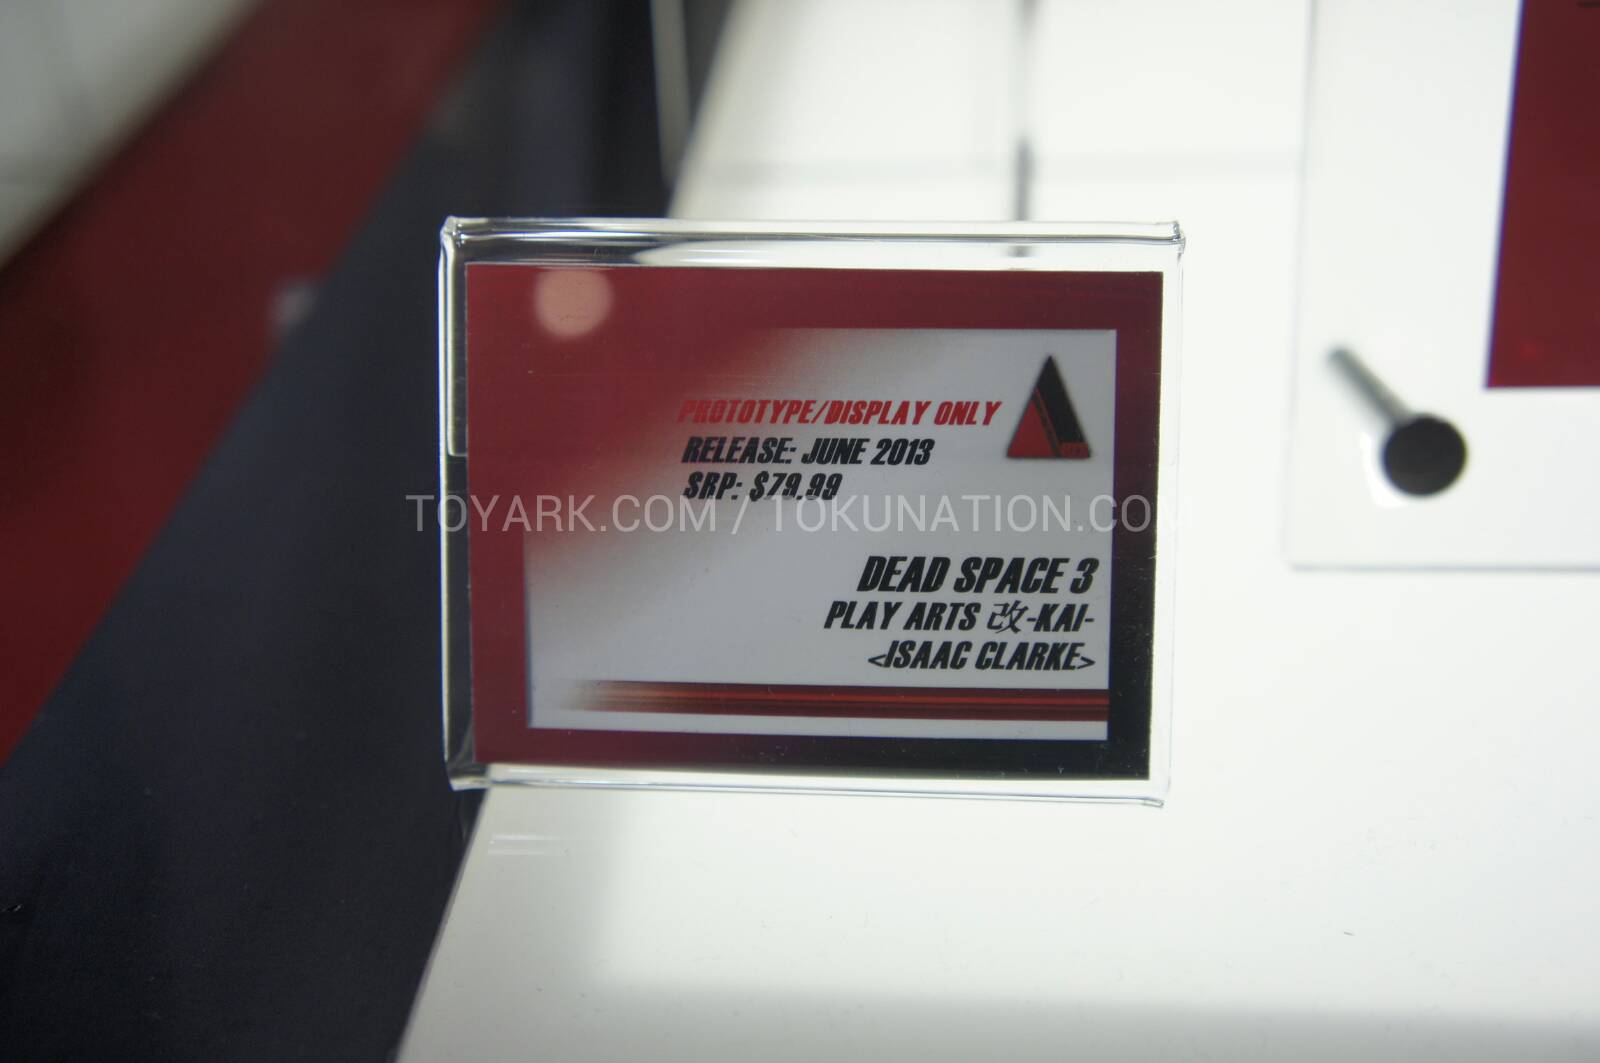 PROTOTYPE/DISPLAY ONLY
RELEASE: JUNE 2013
SRP: $79.99
TOYARK.COM / TOKUNATION.COM
DEAD SPACE 3
PLAY ARTS 改-KAI-
<ISAAC CLARKE>